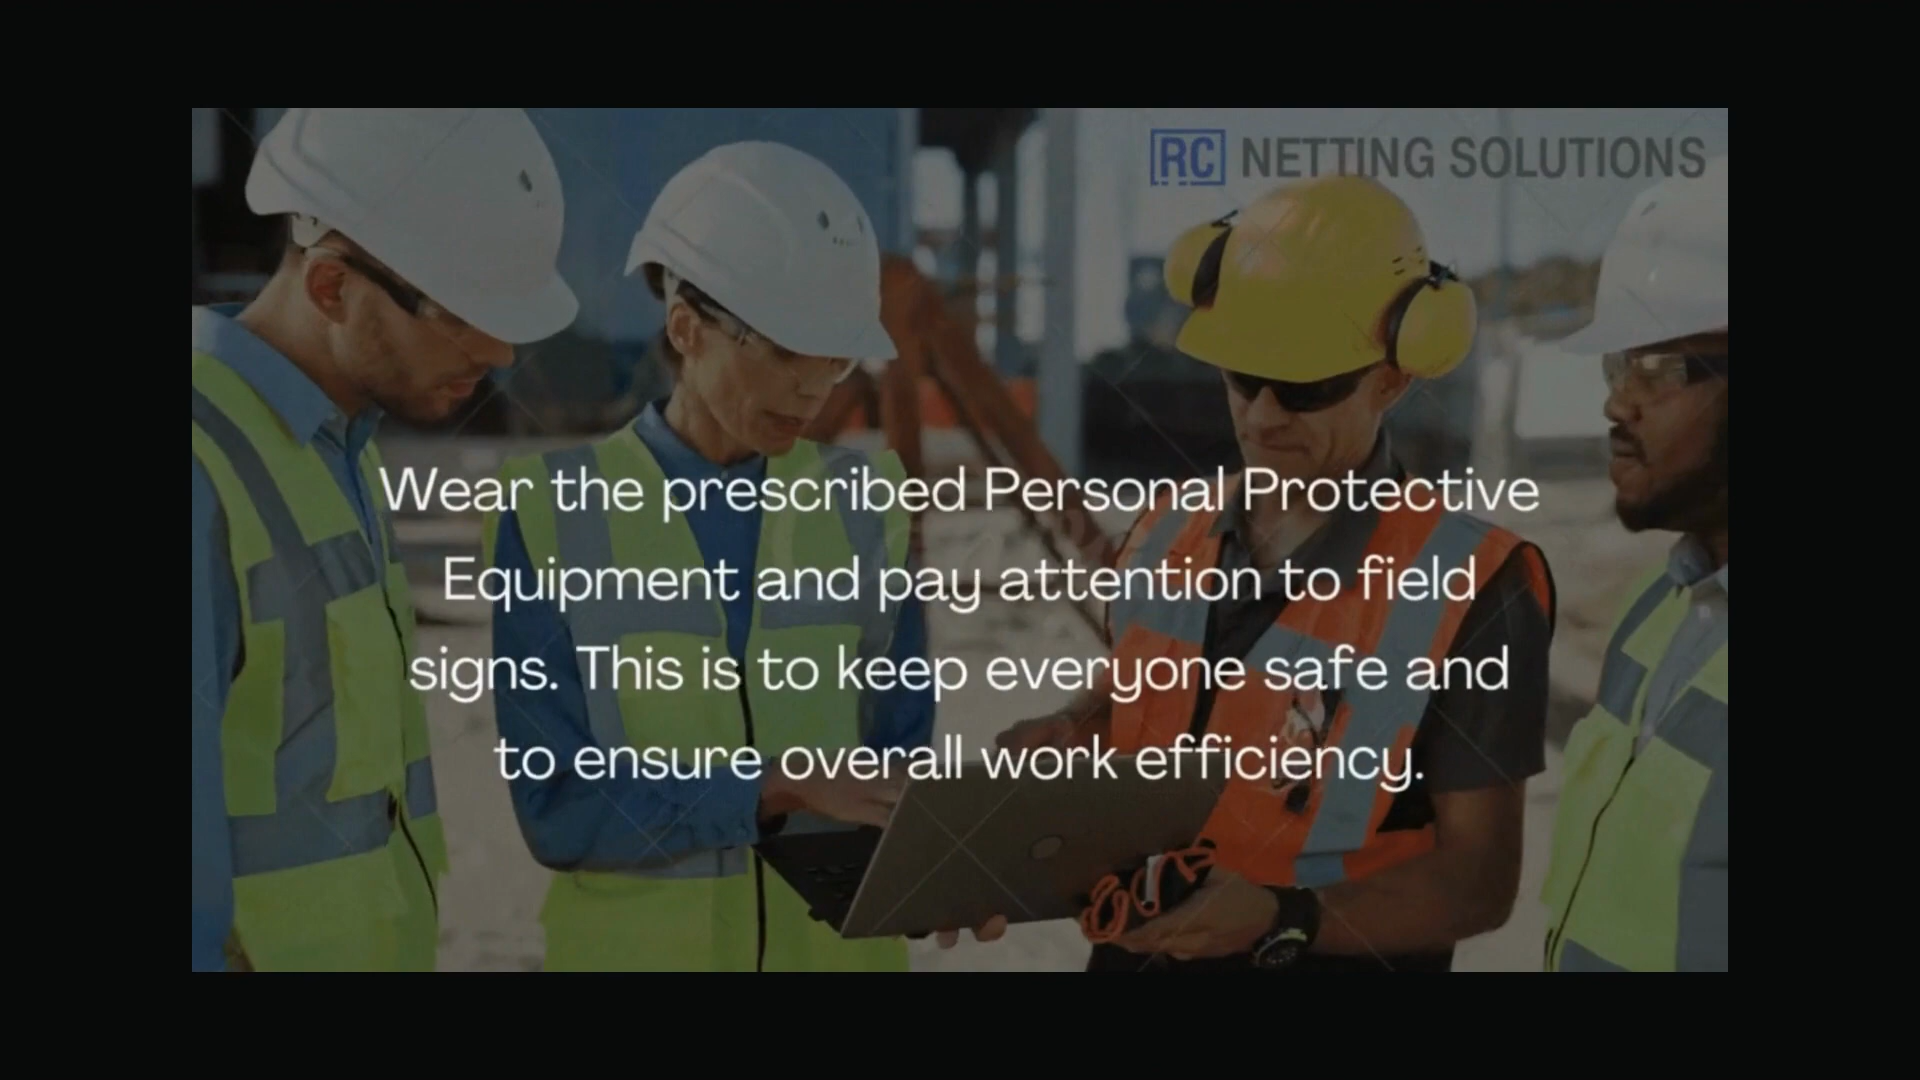 RC NETTING SOLUTIONS
Wear the prescribed Personal Protective
Equipment and pay attention to field
signs. This is to keep everyone safe and
to ensure overall work efficiency.